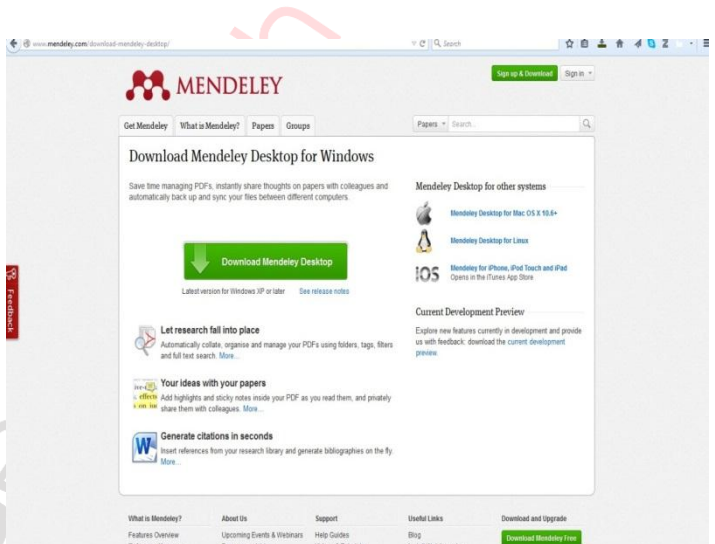 www.mendeley.com/download-mendeley-desktop/
Search
MENDELEY
Sign up & Download
Sign in
Get Mendeley
What is Mendeley?
Papers
Groups
Papers
Search...
Download Mendeley Desktop for Windows
Save time managing PDFs, instantly share thoughts on papers with colleagues and
automatically back up and sync your files between different computers.
Download Mendeley Desktop
Latest version for Windows XP or later
See release notes
Let research fall into place
Automatically collate, organise and manage your PDFs using folders, tags, filters
and full text search. More...
Your ideas with your papers
Add highlights and sticky notes inside your PDF as you read them, and privately
share them with colleagues. More...
Generate citations in seconds
Insert references from your research library and generate bibliographies on the fly.
More...
Mendeley Desktop for other systems
Mendeley Desktop for Mac OS X 10.6+
Mendeley Desktop for Linux
iOS
Mendeley for iPhone, iPod Touch and iPad
Opens in the iTunes App Store
Current Development Preview
Explore new features currently in development and provide
us with feedback: download the current development
preview.
Feedback
What is Mendeley?
Features Overview
About Us
Upcoming Events & Webinars
Support
Help Guides
Useful Links
Blog
Download and Upgrade
Download Mendeley Free